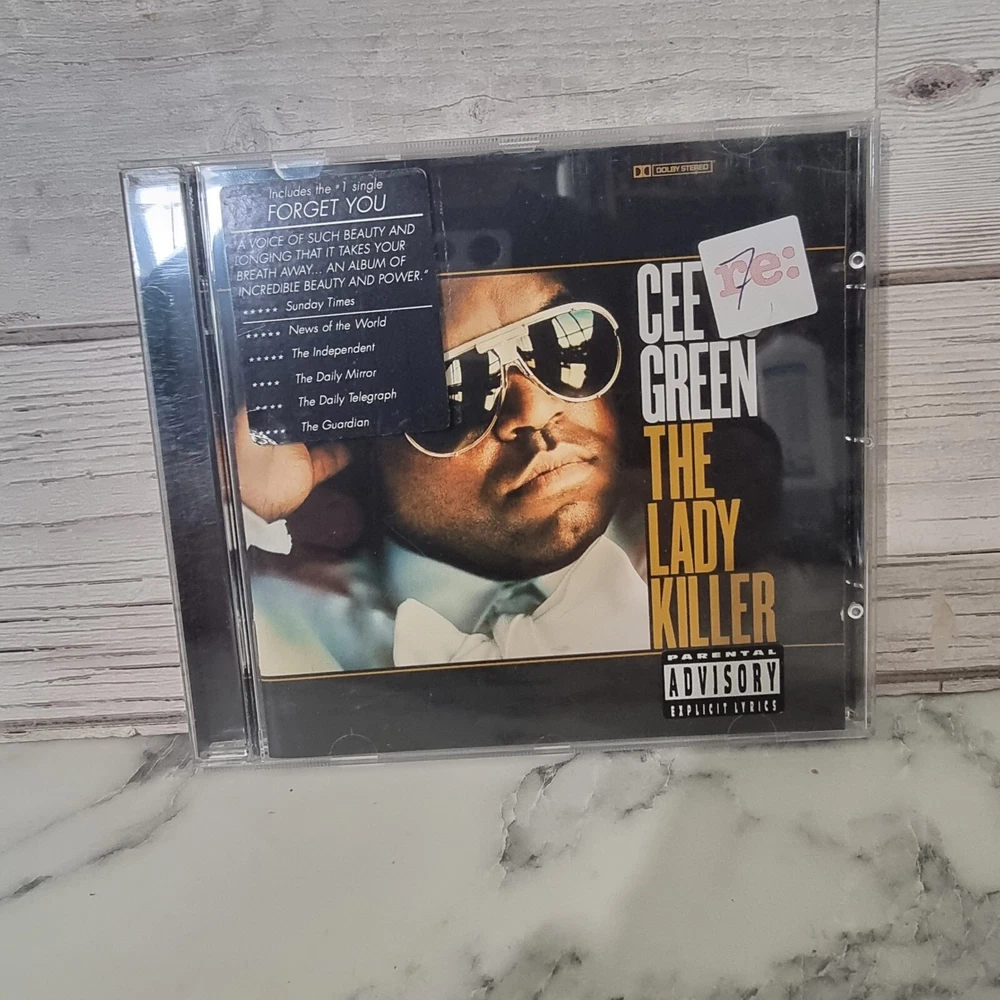 Includes the #1 single
FORGET YOU
"A VOICE OF SUCH BEAUTY AND
LONGING THAT IT TAKES YOUR
BREATH AWAY... AN ALBUM OF
INCREDIBLE BEAUTY AND POWER."
***** Sunday Times
***** News of the World
***** The Independent
**** The Daily Mirror
**** The Daily Telegraph
The Guardian
DOLBY STEREO
re:
7
CEE
GREEN
THE
LADY
KILLER
PARENTAL
ADVISORY
EXPLICIT LYRICS